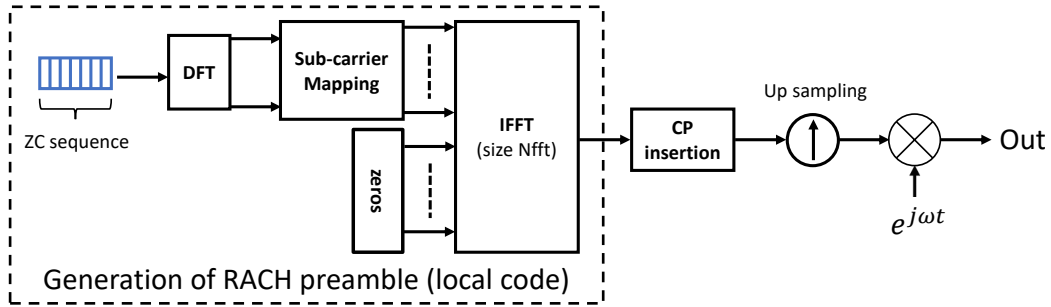 ZC sequence
DFT
Sub-carrier
Mapping
zeros
IFFT
(size Nfft)
CP
insertion
Up sampling
Out
e^{jωt}
Generation of RACH preamble (local code)